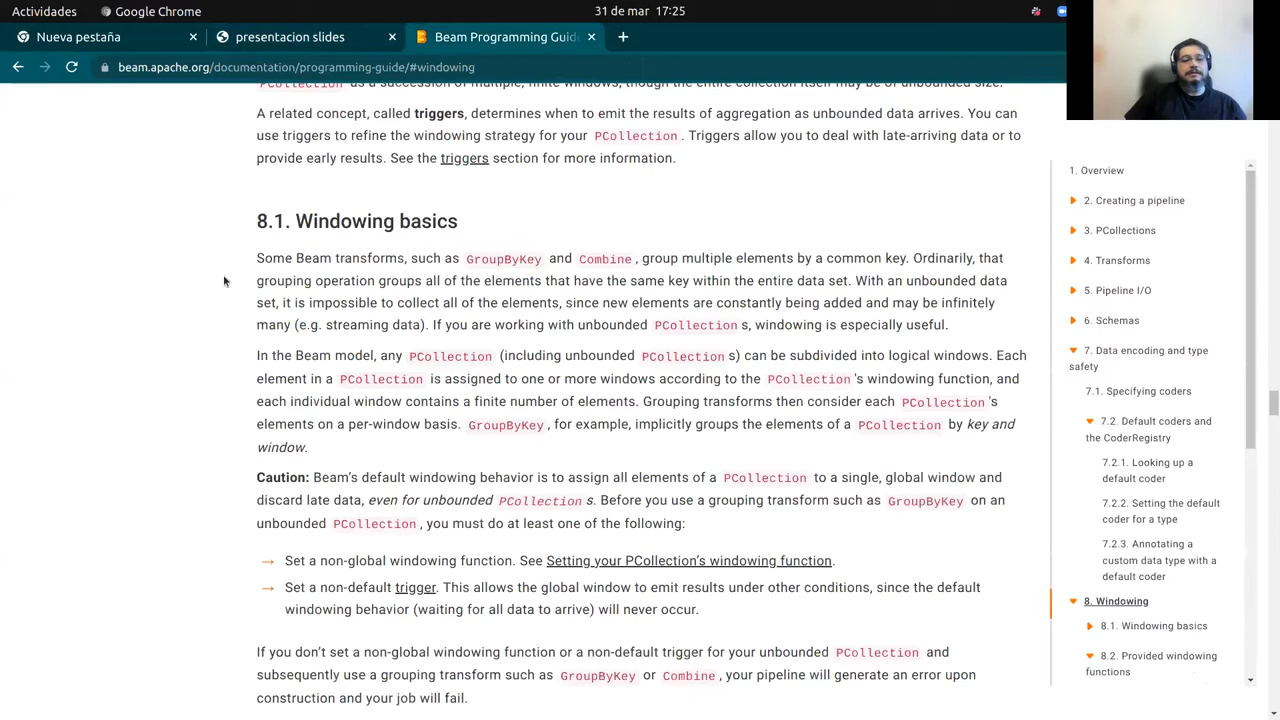 Actividades
Google Chrome
31 de mar 17:25
Nueva pestaña
presentacion slides
Beam Programming Guid
beam.apache.org/documentation/programming-guide/#windowing
PCollection as a succession of multiple, finite windows, though the entire collection itself may be of unbounded size.
A related concept, called triggers, determines when to emit the results of aggregation as unbounded data arrives. You can
use triggers to refine the windowing strategy for your PCollection. Triggers allow you to deal with late-arriving data or to
provide early results. See the triggers section for more information.
8.1. Windowing basics
Some Beam transforms, such as GroupByKey and Combine, group multiple elements by a common key. Ordinarily, that
grouping operation groups all of the elements that have the same key within the entire data set. With an unbounded data
set, it is impossible to collect all of the elements, since new elements are constantly being added and may be infinitely
many (e.g. streaming data). If you are working with unbounded PCollections, windowing is especially useful.
In the Beam model, any PCollection (including unbounded PCollections) can be subdivided into logical windows. Each
element in a PCollection is assigned to one or more windows according to the PCollection's windowing function, and
each individual window contains a finite number of elements. Grouping transforms then consider each PCollection's
elements on a per-window basis. GroupByKey, for example, implicitly groups the elements of a PCollection by key and
window.
Caution: Beam's default windowing behavior is to assign all elements of a PCollection to a single, global window and
discard late data, even for unbounded PCollections. Before you use a grouping transform such as GroupByKey on an
unbounded PCollection, you must do at least one of the following:
→ Set a non-global windowing function. See Setting your PCollection's windowing function.
→ Set a non-default trigger. This allows the global window to emit results under other conditions, since the default
windowing behavior (waiting for all data to arrive) will never occur.
If you don't set a non-global windowing function or a non-default trigger for your unbounded PCollection and
subsequently use a grouping transform such as GroupByKey or Combine, your pipeline will generate an error upon
construction and your job will fail.
1. Overview
2. Creating a pipeline
3. PCollections
4. Transforms
5. Pipeline I/O
6. Schemas
7. Data encoding and type
safety
7.1. Specifying coders
7.2. Default coders and
the CoderRegistry
7.2.1. Looking up a
default coder
7.2.2. Setting the default
coder for a type
7.2.3. Annotating a
custom data type with a
default coder
8. Windowing
8.1. Windowing basics
8.2. Provided windowing
functions